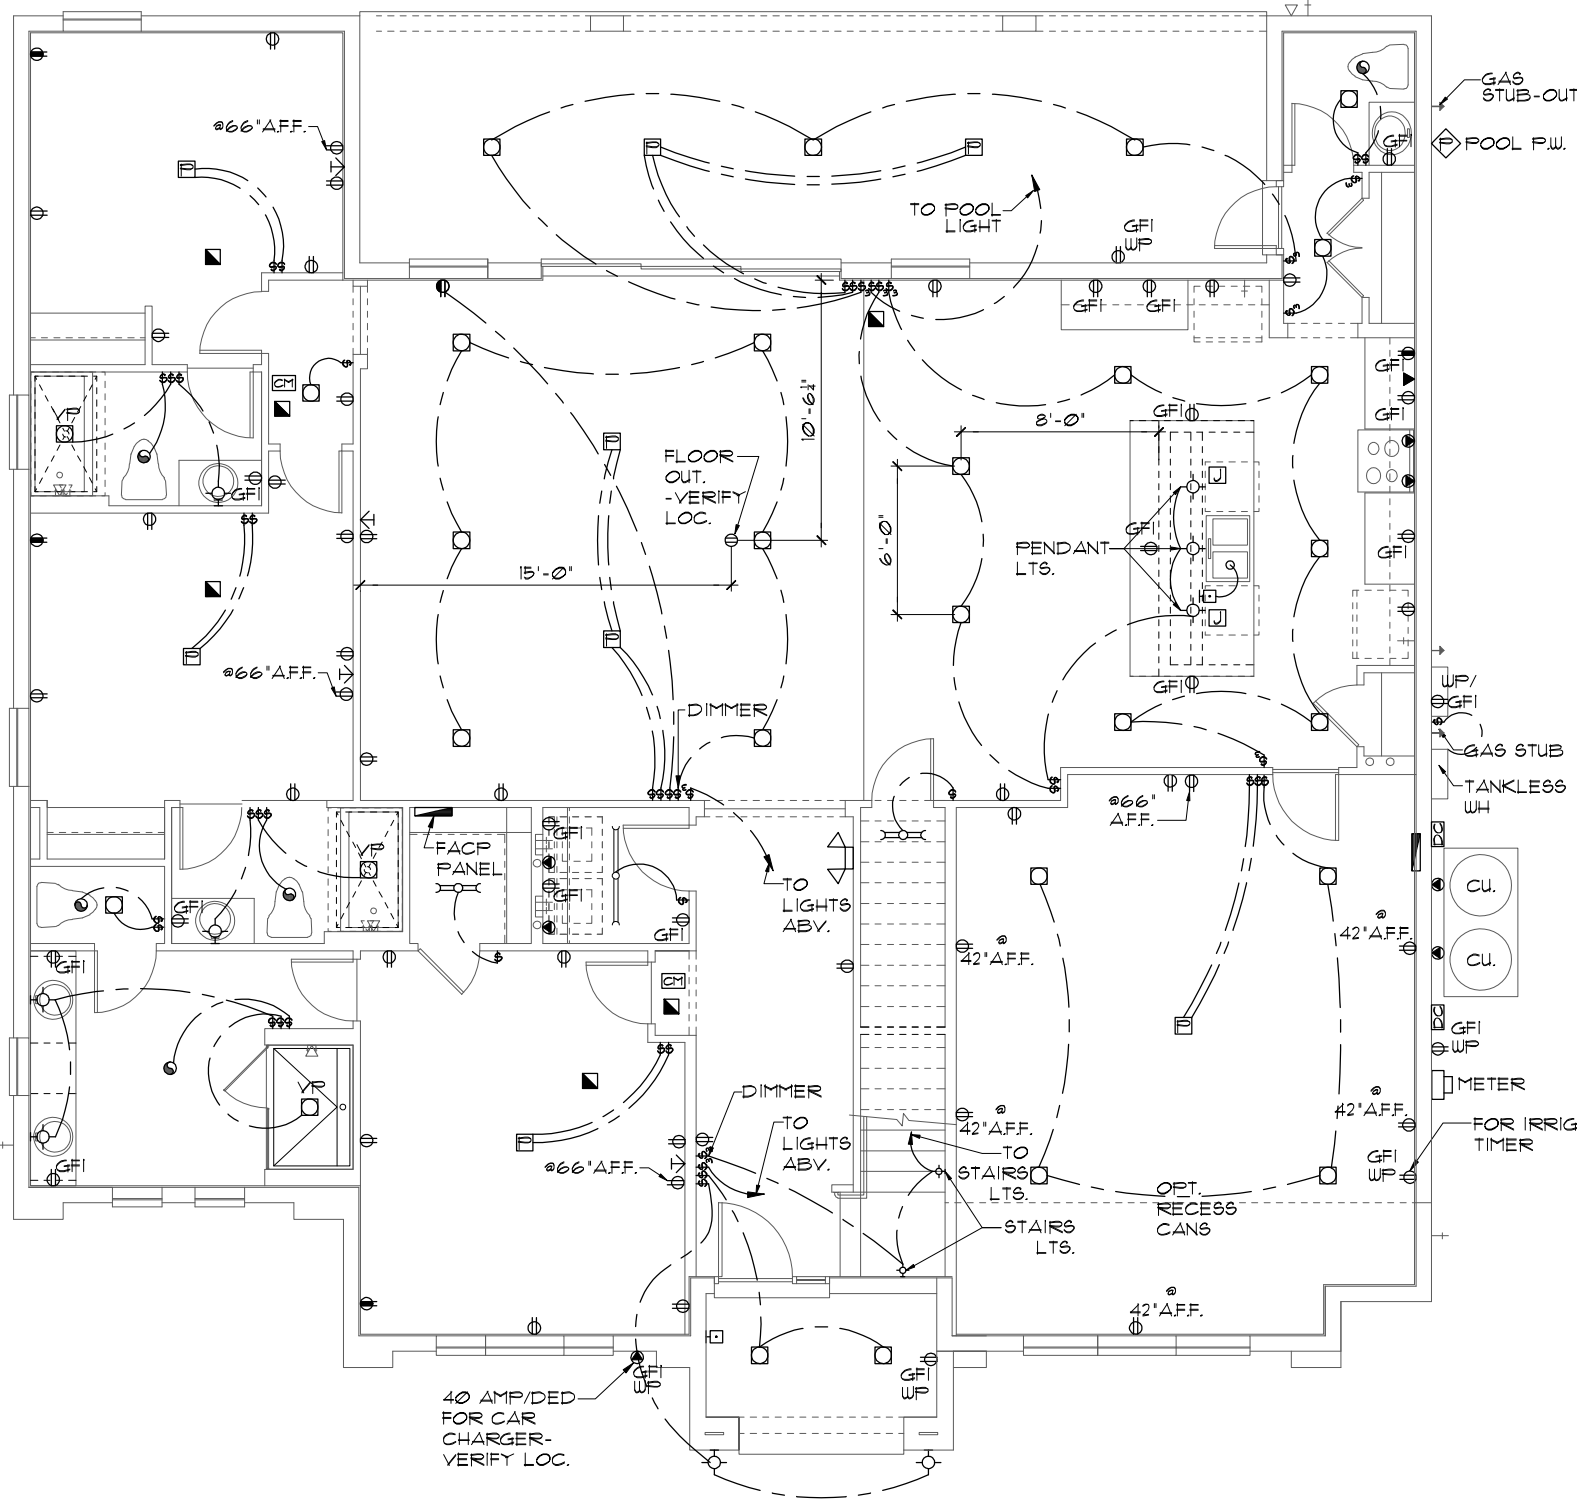 GAS
STUB-OUT
@66"A.F.F.
GFI
P POOL P.W.
P
P
P
TO POOL
LIGHT
GFI
WP
GFI
GFI
CM
VP
GFI
GFI
GFI
8'-0"
10'-6½"
FLOOR
OUT.
-VERIFY
LOC.
P
J
GFI
GFI
6'-0"
PENDANT
LTS.
GFI
15'-0"
J
P
P
@66"A.F.F.
GFI
WP/
GFI
DIMMER
GAS STUB
TANKLESS
WH
@66"
A.F.F.
GFI
DC
FACP
PANEL
VP
GFI
TO
LIGHTS
ABV.
CU.
GFI
GFI
@
42"A.F.F.
@
42"A.F.F.
CU.
GFI
CM
P
DC
GFI
WP
VP
P
DIMMER
METER
TO
LIGHTS
ABV.
@
42"A.F.F.
@
42"A.F.F.
FOR IRRIG
TIMER
TO
STAIRS
LTS.
GFI
WP
@66"A.F.F.
GFI
OPT.
RECESS
CANS
STAIRS
LTS.
@
42"A.F.F.
GFI
WP
GFI
WP
40 AMP/DED
FOR CAR
CHARGER-
VERIFY LOC.